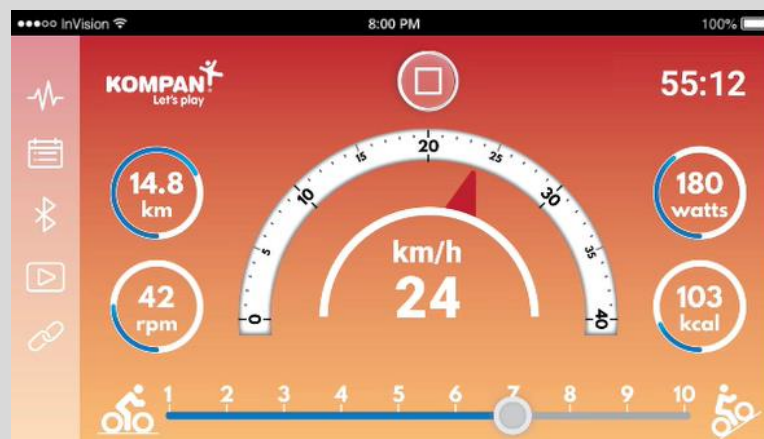 InVision
8:00 PM
100%
KOMPAN!
Let's play
55:12
14.8
km
42
rpm
0
5
10
15
20
25
30
35
40
km/h
24
180
watts
103
kcal
1 2 3 4 5 6 7 8 9 10